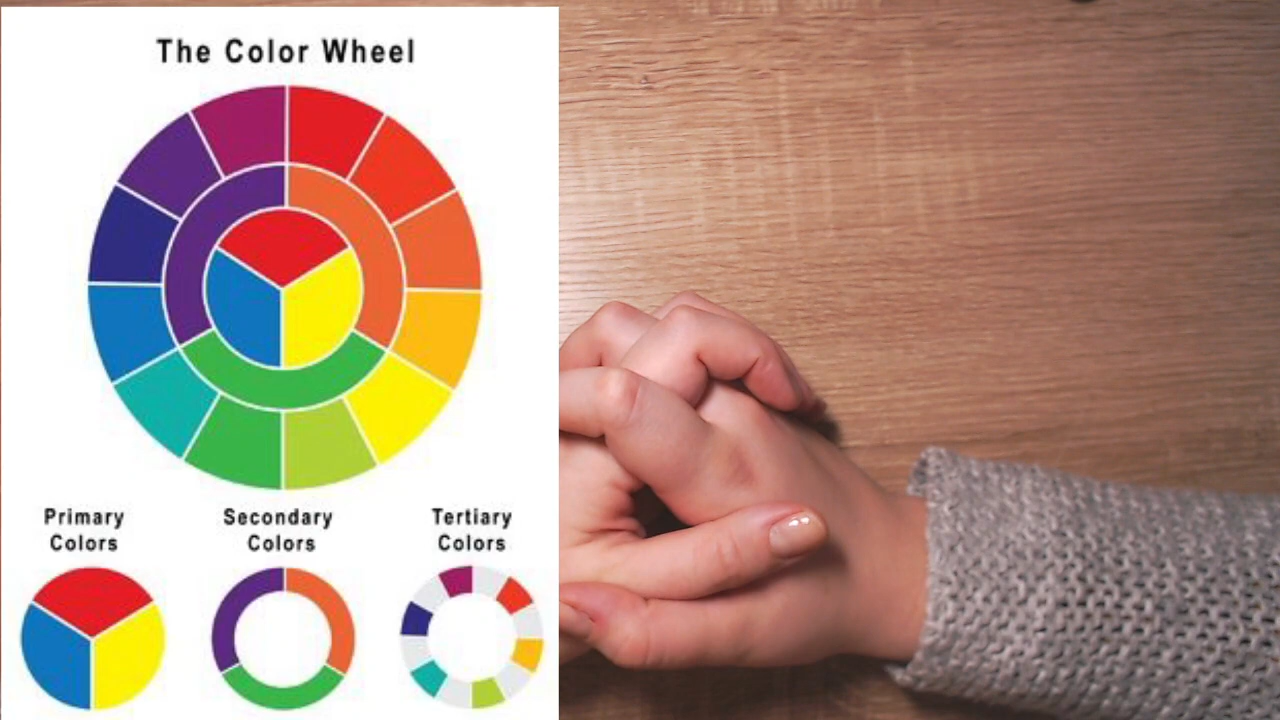 The Color Wheel
Primary
Colors
Secondary
Colors
Tertiary
Colors